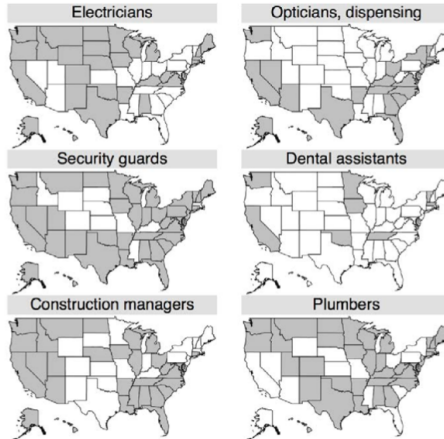 Electricians
Opticians, dispensing
Security guards
Dental assistants
Construction managers
Plumbers